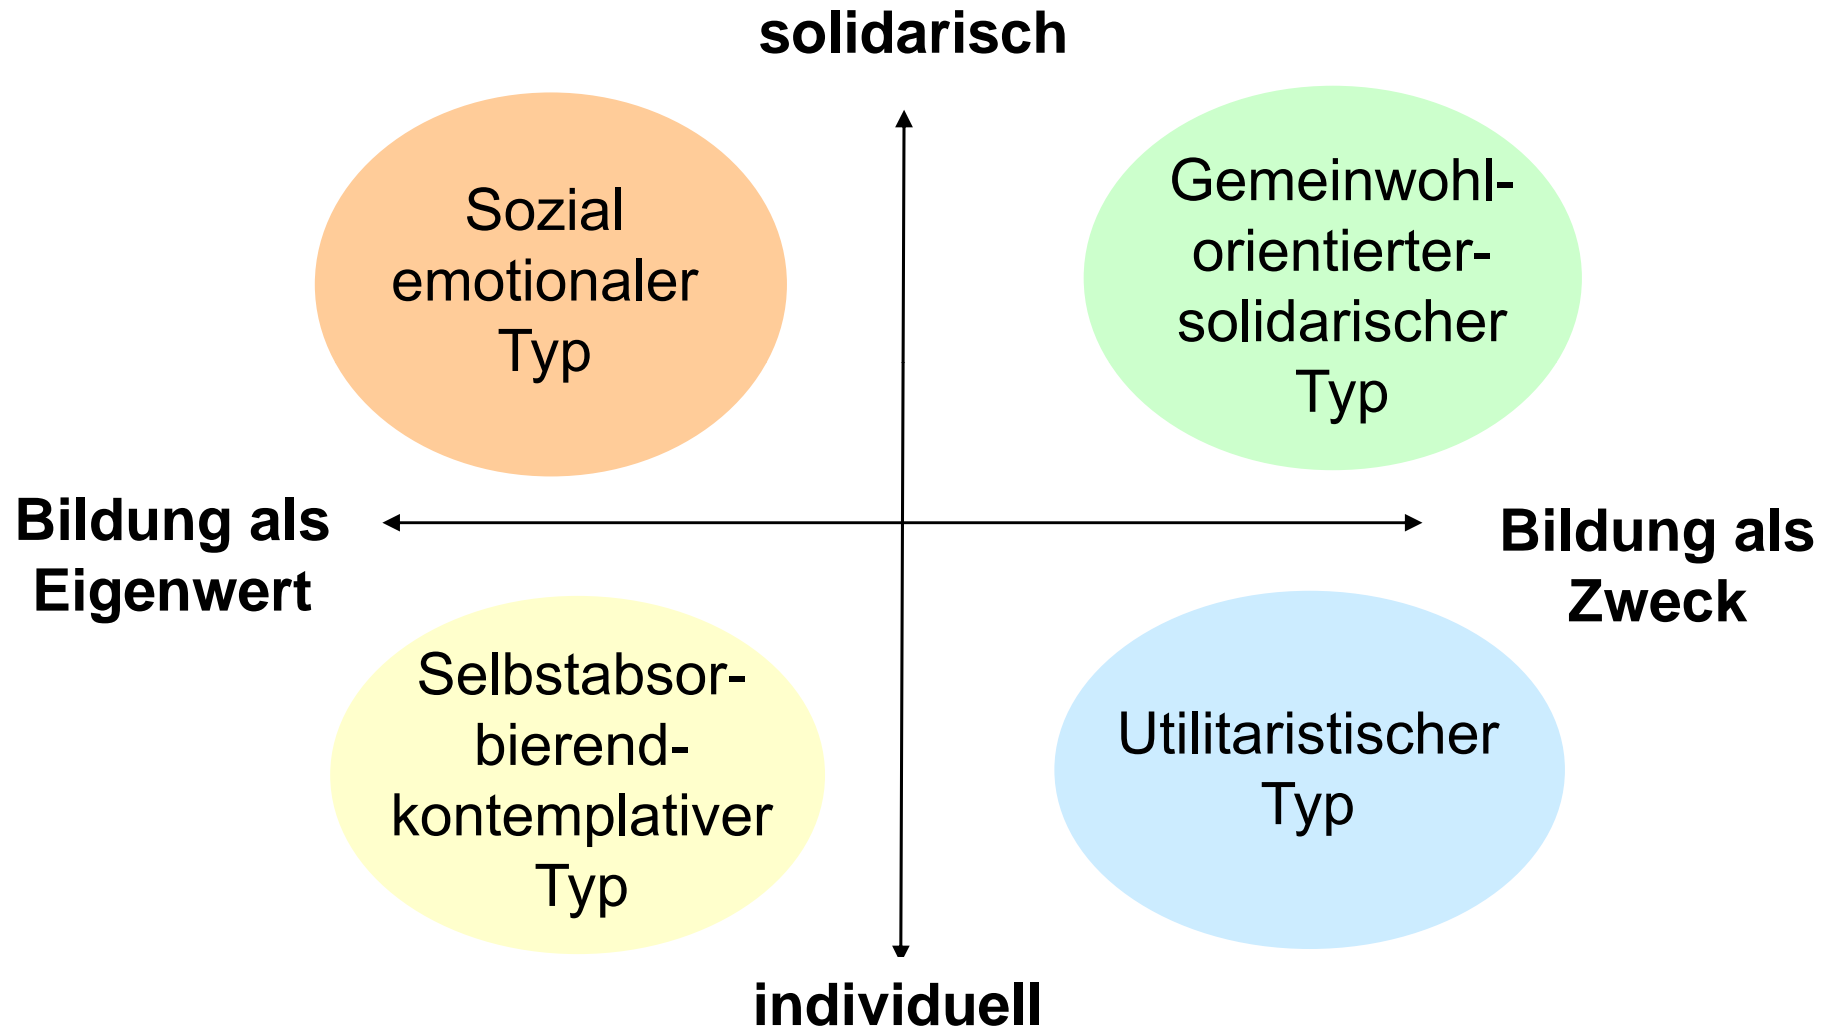 solidarisch
Sozial
emotionaler
Typ
Gemeinwohl-
orientierter-
solidarischer
Typ
Bildung als
Eigenwert
Bildung als
Zweck
Selbstabsor-
bierend-
kontemplativer
Typ
Utilitaristischer
Typ
individuell